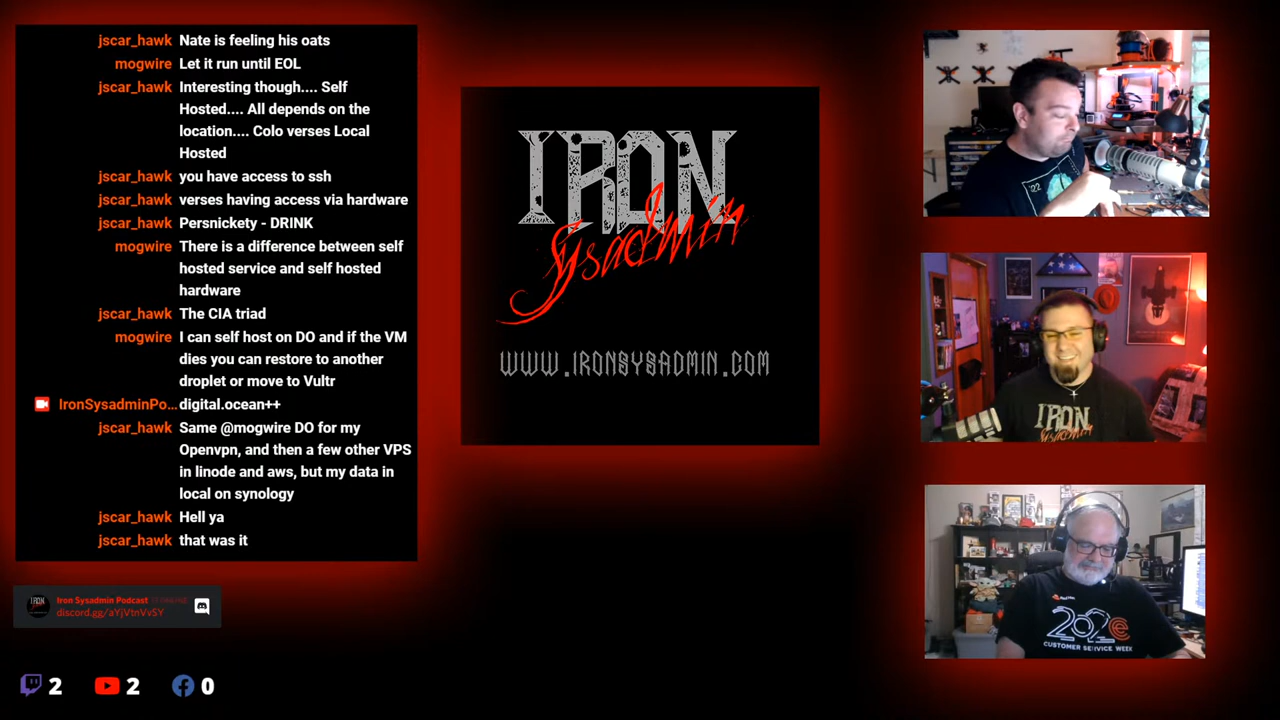 jscar_hawk Nate is feeling his oats
mogwire Let it run until EOL
jscar_hawk Interesting though.... Self
Hosted.... All depends on the
location.... Colo verses Local
Hosted
jscar_hawk you have access to ssh
jscar_hawk verses having access via hardware
jscar_hawk Persnickety - DRINK
mogwire There is a difference between self
hosted service and self hosted
hardware
jscar_hawk The CIA triad
mogwire I can self host on DO and if the VM
dies you can restore to another
droplet or move to Vultr
IronSysadminPo... digital.ocean++
jscar_hawk Same @mogwire DO for my
Openvpn, and then a few other VPS
in linode and aws, but my data in
local on synology
jscar_hawk Hell ya
jscar_hawk that was it
Iron Sysadmin Podcast
discord.gg/aYjVtnVvSY
2 2 0
IRON
Sysadmin
WWW.IRONSYSADMIN.COM
'22
IRON
Sysadmin
202e
CUSTOMER SERVICE WEEK